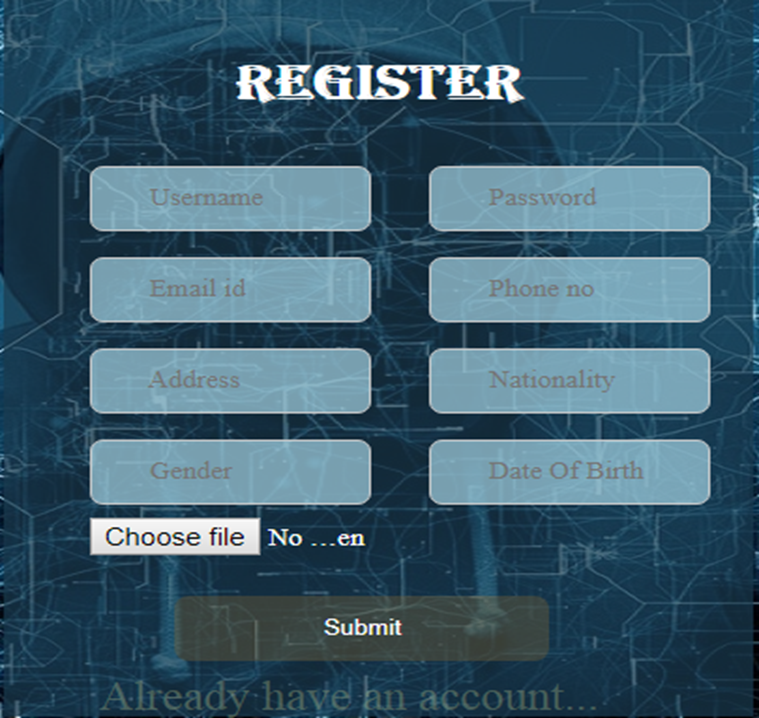 REGISTER
Username Password
Email id Phone no
Address Nationality
Gender Date Of Birth
Choose file No ...en
Submit
Already have an account...